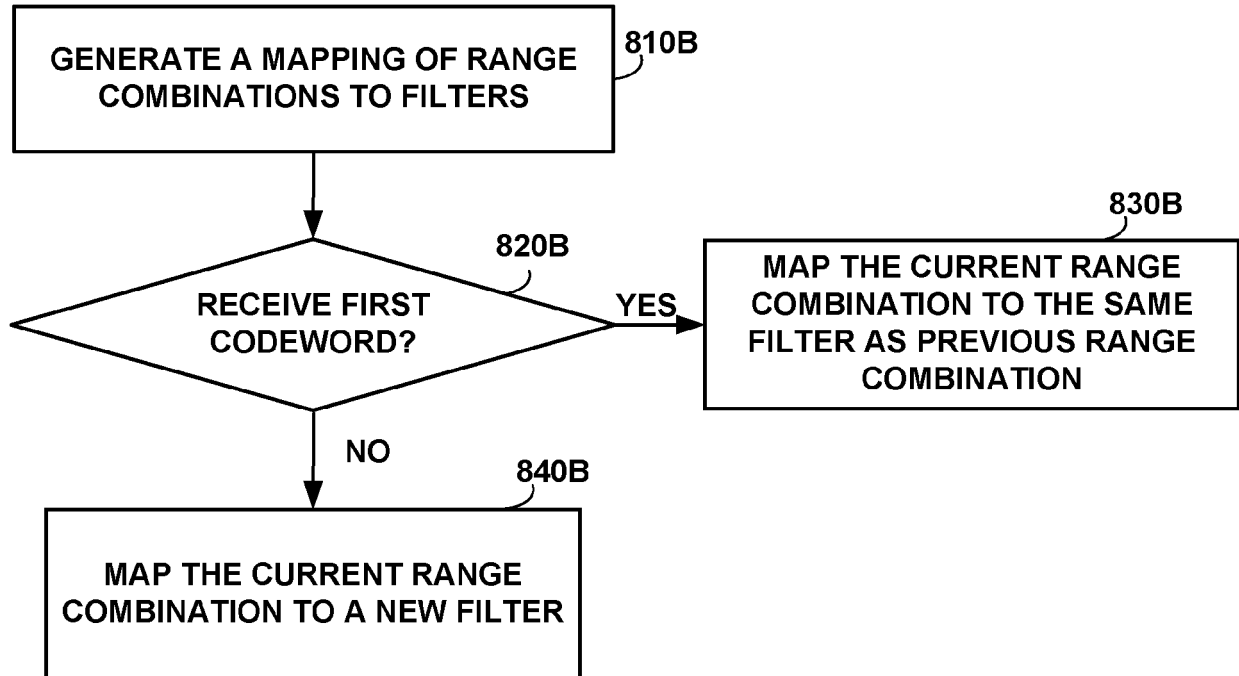 GENERATE A MAPPING OF RANGE
COMBINATIONS TO FILTERS
810B
RECEIVE FIRST
CODEWORD?
820B
YES
830B
MAP THE CURRENT RANGE
COMBINATION TO THE SAME
FILTER AS PREVIOUS RANGE
COMBINATION
NO
840B
MAP THE CURRENT RANGE
COMBINATION TO A NEW FILTER